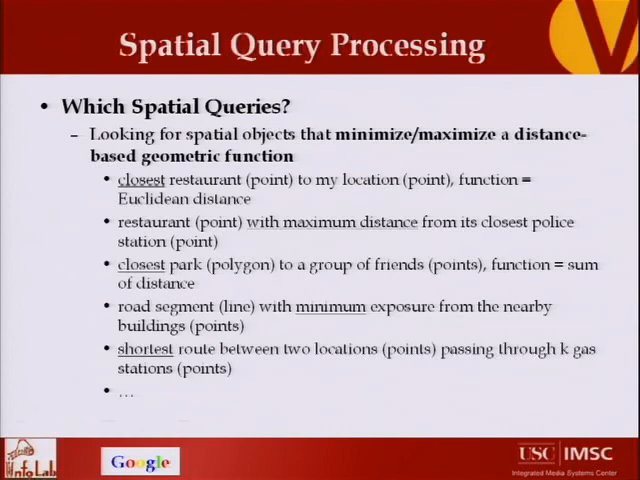 Spatial Query Processing
• Which Spatial Queries?
– Looking for spatial objects that minimize/maximize a distance-
based geometric function
• closest restaurant (point) to my location (point), function =
Euclidean distance
• restaurant (point) with maximum distance from its closest police
station (point)
• closest park (polygon) to a group of friends (points), function = sum
of distance
• road segment (line) with minimum exposure from the nearby
buildings (points)
• shortest route between two locations (points) passing through k gas
stations (points)
• …
InfoLab
Google
USC IMSC
Integrated Media Systems Center